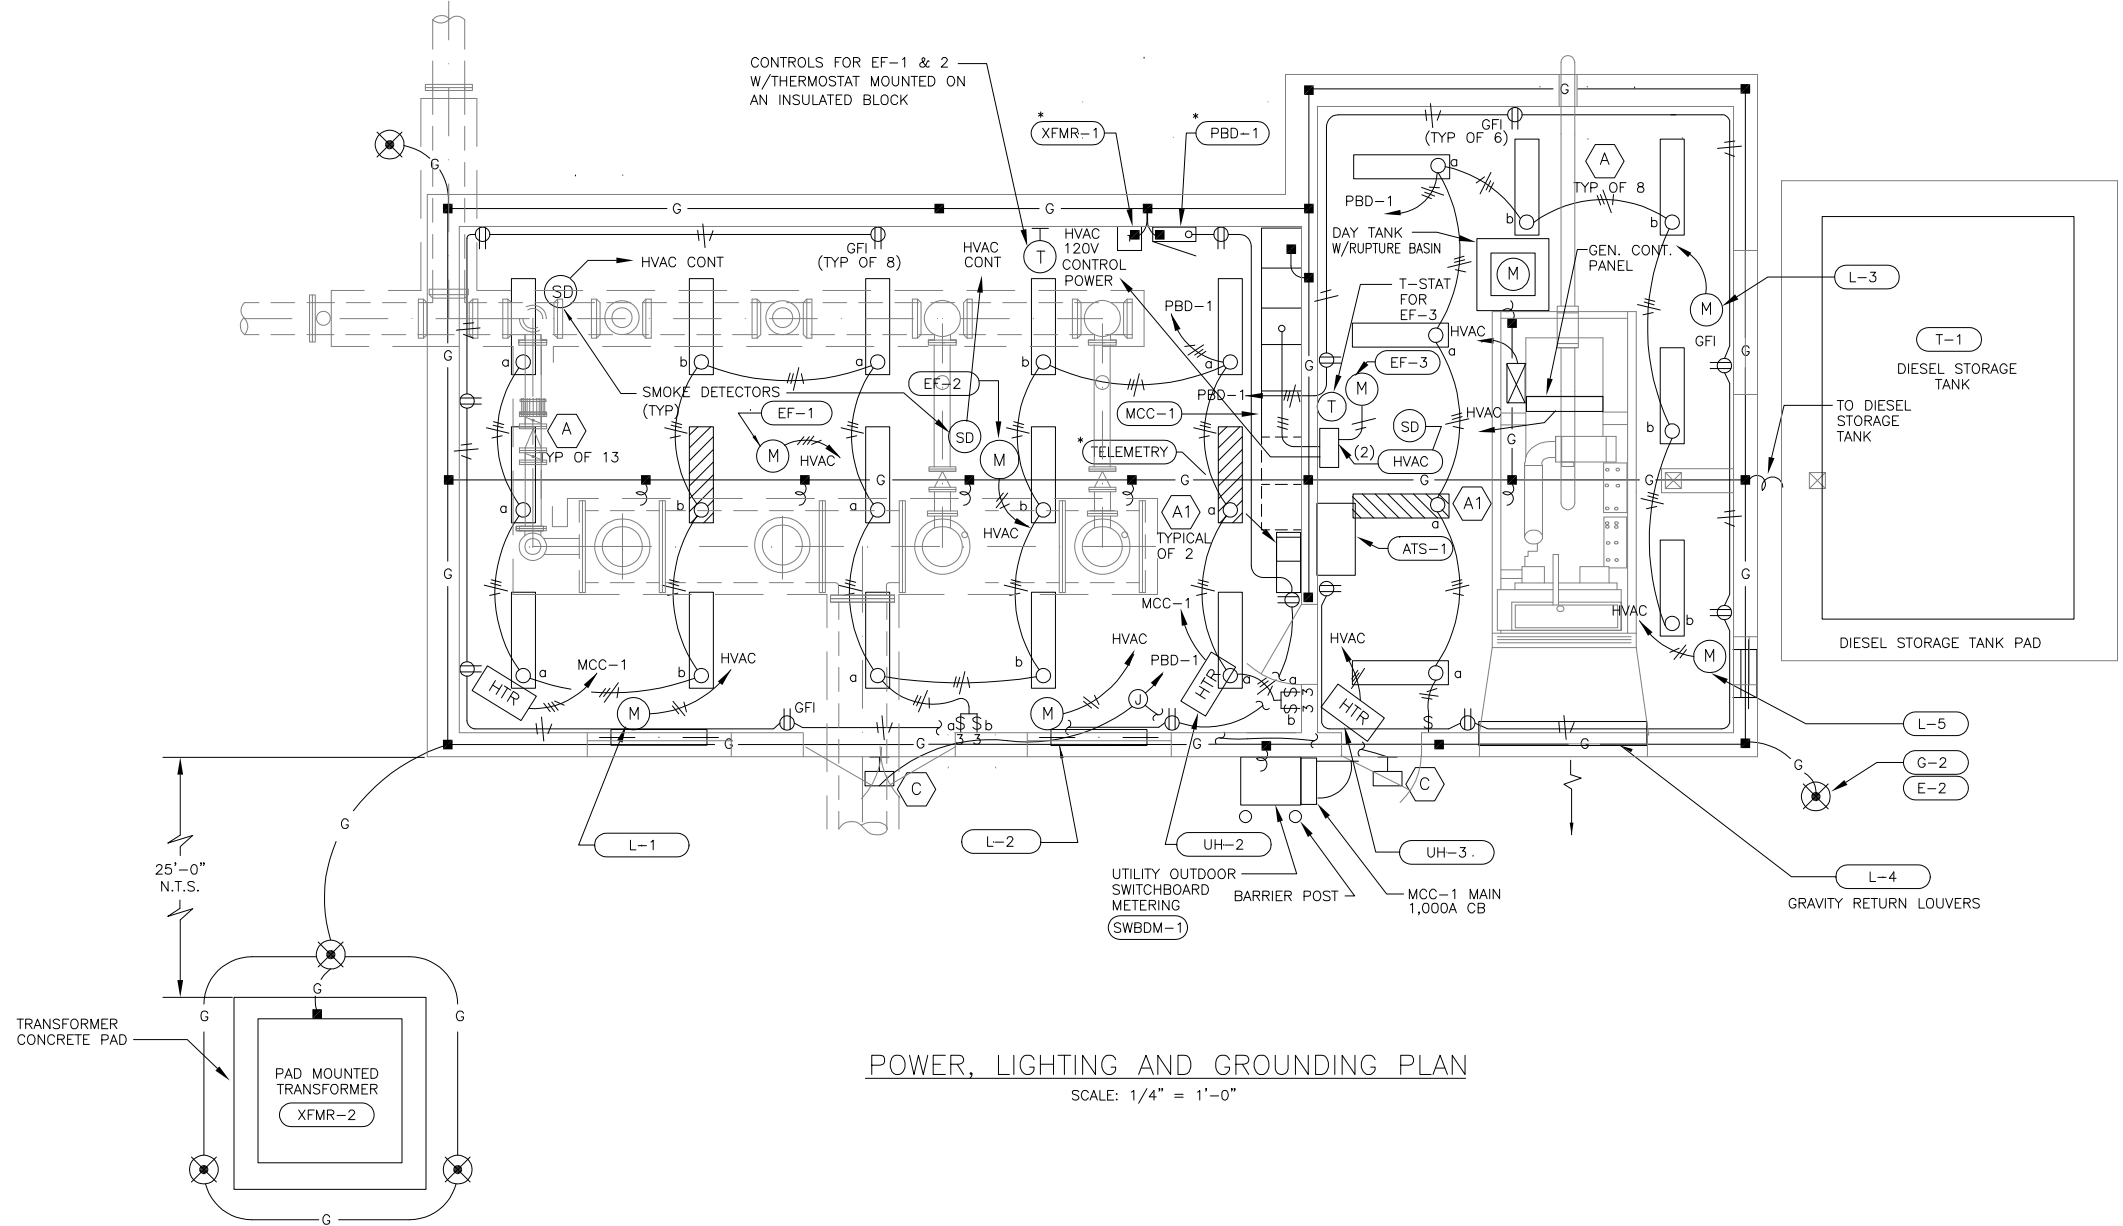 CONTROLS FOR EF-1 & 2
W/THERMOSTAT MOUNTED ON
AN INSULATED BLOCK
*
XFMR-1
*
PBD-1
G
GFI
(TYP OF 6)
A
TYP OF 8
a
b
b
PBD-1
G
G
G
DAY TANK
W/RUPTURE BASIN
M
GEN. CONT.
PANEL
HVAC CONT
SD
GFI
(TYP OF 8)
HVAC
CONT
T
HVAC
120V
CONTROL
POWER
PBD-1
T-STAT
FOR
EF-3
M
GFI
L-3
T-1
DIESEL STORAGE
TANK
G
a
b
a
b
a
G
a
HVAC
G
SMOKE DETECTORS
(TYP)
EF-2
EF-1
EF-3
M
T
PBD-1
MCC-1
HVAC
SD
TO DIESEL
STORAGE
TANK
A
TYP OF 13
M
HVAC
SD
M
*
TELEMETRY
(2)
HVAC
b
G
G
G
G
G
G
a
b
a
b
a
A1
TYPICAL
OF 2
A1
a
HVAC
ATS-1
G
G
MCC-1
HVAC
HVAC
b
M
DIESEL STORAGE TANK PAD
HTR
a
MCC-1
b
HVAC
a
b
HVAC
PBD-1
HTR
a
a
$$
33
b
HVAC
HTR
a
$
M
GFI
a$$b
33
M
J
L-5
G
G
G
G
G
G
G-2
E-2
C
C
L-1
L-2
UH-2
UH-3
L-4
GRAVITY RETURN LOUVERS
UTILITY OUTDOOR
SWITCHBOARD
METERING
SWBDM-1
BARRIER POST
MCC-1 MAIN
1,000A CB
G
25'-0"
N.T.S.
G
G
G
TRANSFORMER
CONCRETE PAD
PAD MOUNTED
TRANSFORMER
XFMR-2
G
POWER, LIGHTING AND GROUNDING PLAN
SCALE: 1/4" = 1'-0"